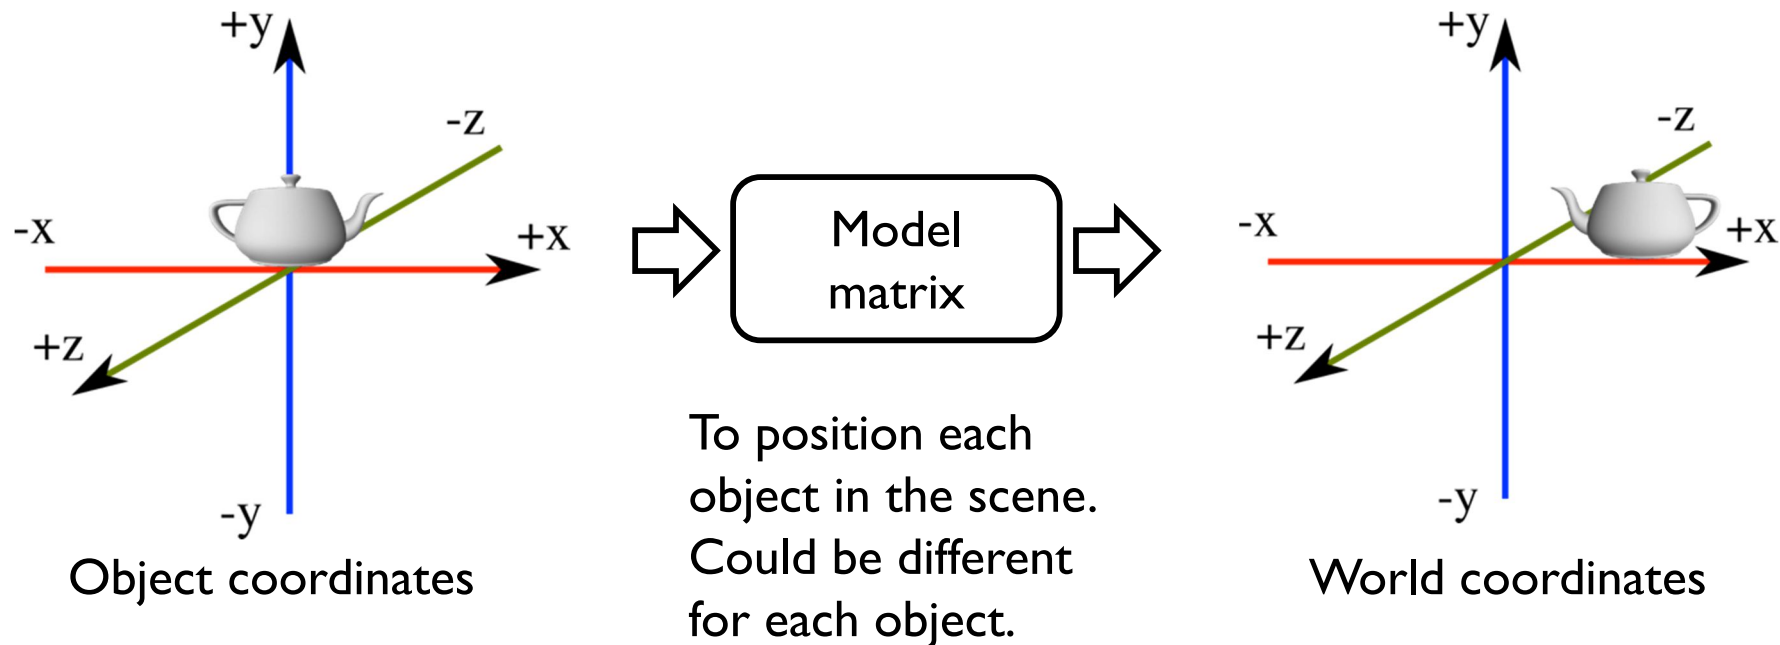 +y
-z
-x
+x
+z
-y
Object coordinates
Model
matrix
To position each
object in the scene.
Could be different
for each object.
+y
-z
-x
+x
+z
-y
World coordinates